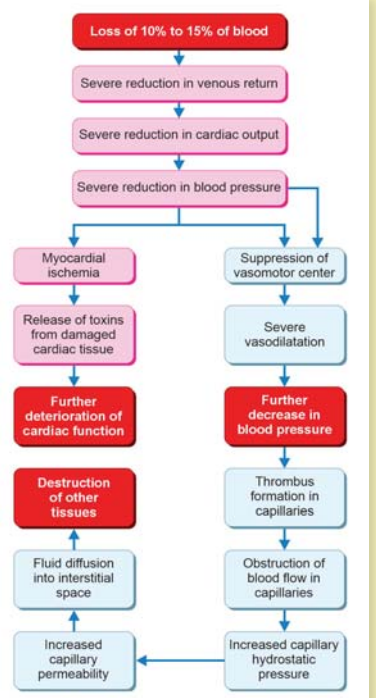 Loss of 10% to 15% of blood
Severe reduction in venous return
Severe reduction in cardiac output
Severe reduction in blood pressure
Myocardial
ischemia
Suppression of
vasomotor center
Release of toxins
from damaged
cardiac tissue
Severe
vasodilatation
Further
deterioration of
cardiac function
Further
decrease in
blood pressure
Destruction
of other
tissues
Thrombus
formation in
capillaries
Fluid diffusion
into interstitial
space
Obstruction of
blood flow in
capillaries
Increased
capillary
permeability
Increased capillary
hydrostatic
pressure